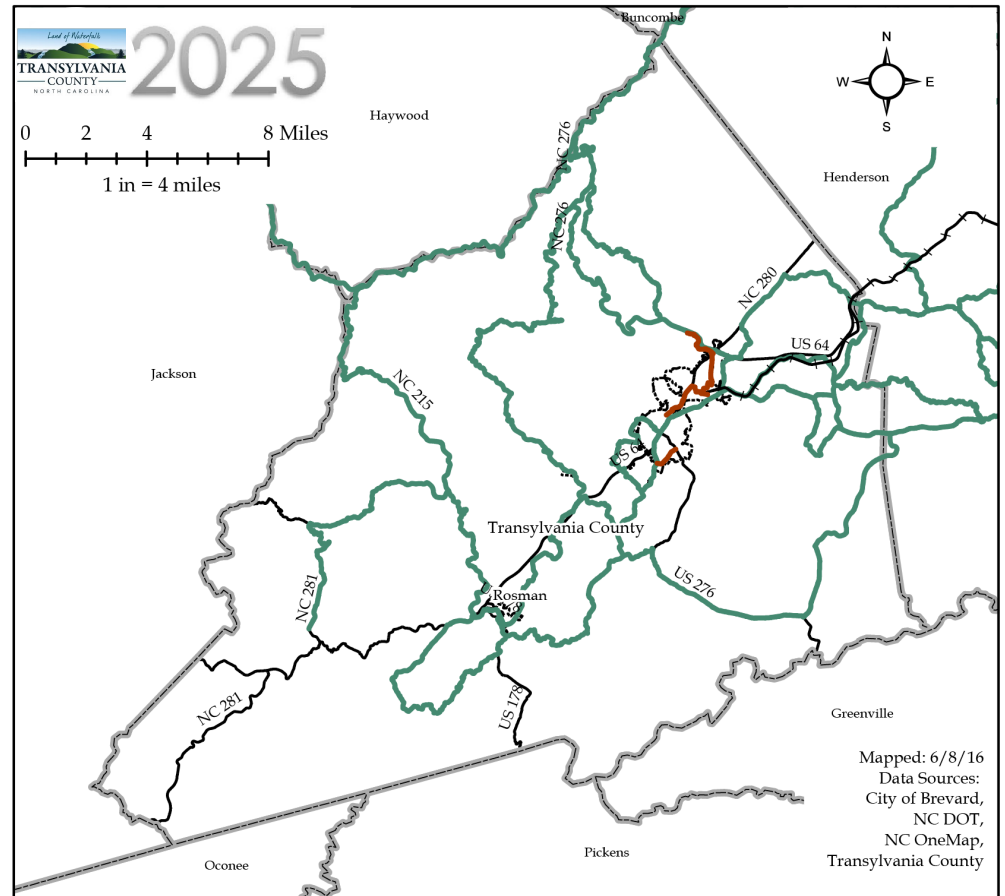 Land of Waterfalls
TRANSYLVANIA
COUNTY
NORTH CAROLINA
2025
0 2 4 8 Miles
1 in = 4 miles
Buncombe
N
W E
S
Haywood
NC 276
Henderson
NC 276
NC 280
US 64
Jackson
NC 215
US 64
Transylvania County
NC 281
US 276
Rosman
NC 281
US 178
Greenville
Mapped: 6/8/16
Data Sources:
City of Brevard,
NC DOT,
NC OneMap,
Transylvania County
Oconee
Pickens